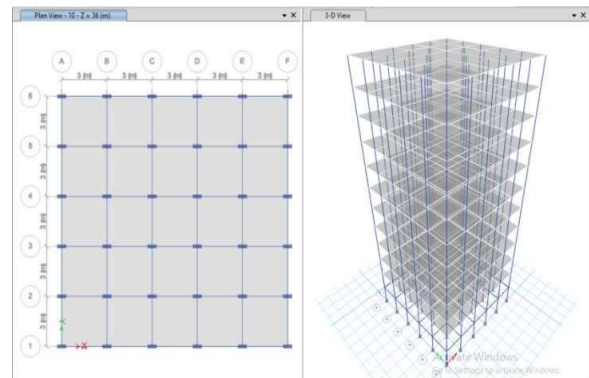 Plan View - 10 - Z = 36 (m)
3-D View
A B C D E F
3 (m) 3 (m) 3 (m) 3 (m) 3 (m)
6
3 (m)
5
3 (m)
4
3 (m)
3
3 (m)
2
3 (m)
1
X
Activate Windows
Go to Settings to activate Windows.